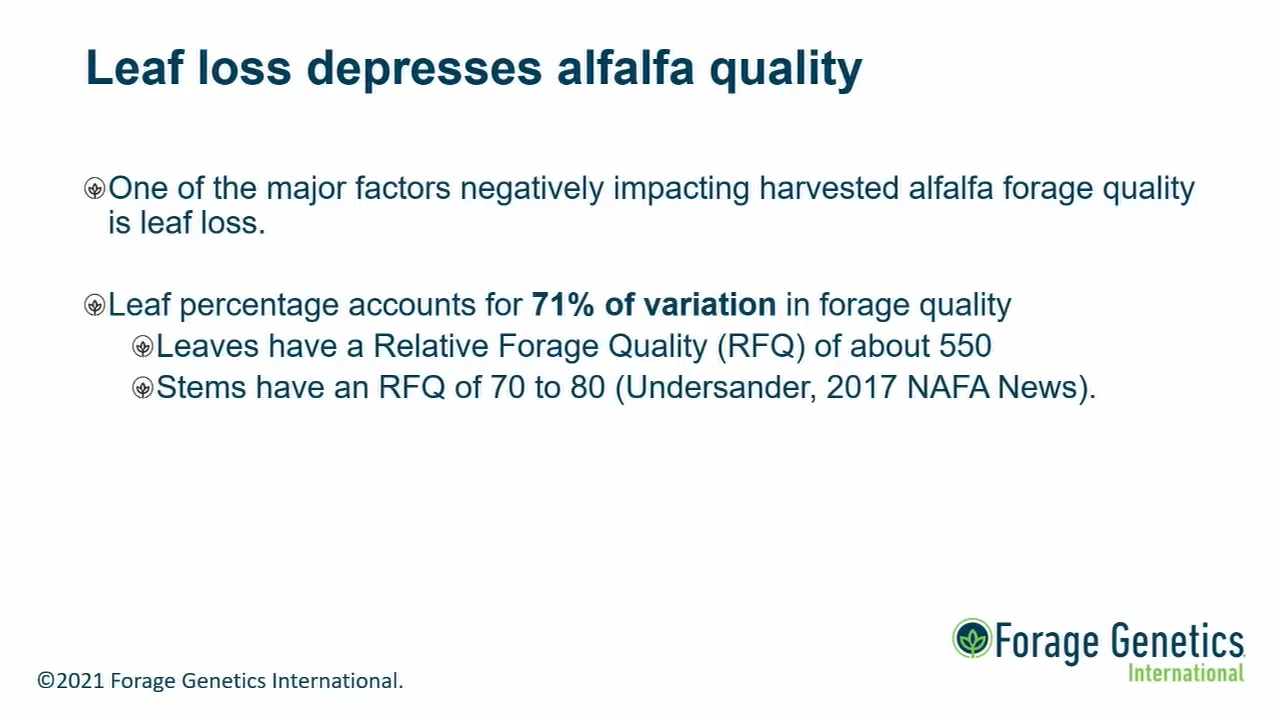 Leaf loss depresses alfalfa quality
One of the major factors negatively impacting harvested alfalfa forage quality
is leaf loss.
Leaf percentage accounts for 71% of variation in forage quality
Leaves have a Relative Forage Quality (RFQ) of about 550
Stems have an RFQ of 70 to 80 (Undersander, 2017 NAFA News).
Forage Genetics
International
©2021 Forage Genetics International.